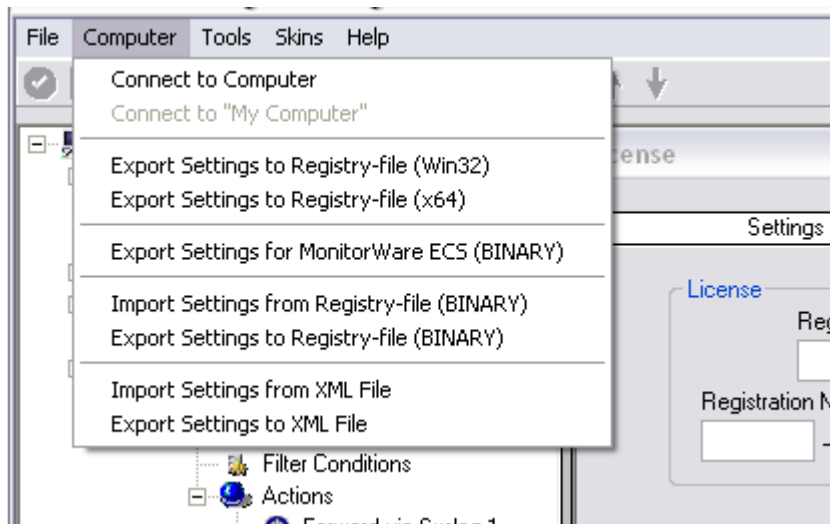 File Computer Tools Skins Help
Connect to Computer
Connect to "My Computer"
Export Settings to Registry-file (Win32)
Export Settings to Registry-file (x64)
Export Settings for MonitorWare ECS (BINARY)
Import Settings from Registry-file (BINARY)
Export Settings to Registry-file (BINARY)
Import Settings from XML File
Export Settings to XML File
Filter Conditions
Actions
Settings
License
Registration